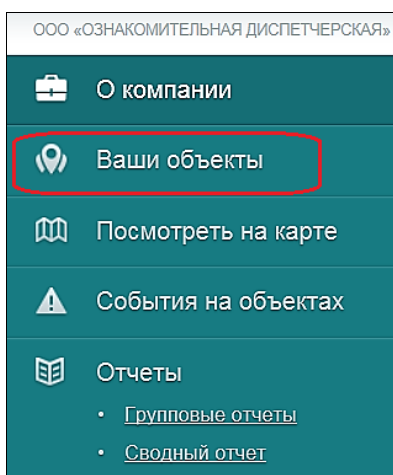 ООО «ОЗНАКОМИТЕЛЬНАЯ ДИСПЕТЧЕРСКАЯ»
О компании
Ваши объекты
Посмотреть на карте
События на объектах
Отчеты
• Групповые отчеты
• Сводный отчет